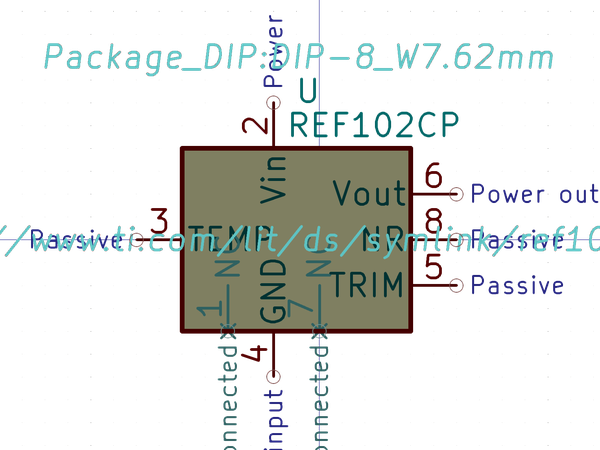 Package_DIP:DIP-8_W7.62mm
Power
U
REF102CP
2
Vin
Vout
6
Power out
3
Passive
TEMP
NR
8
Passive
//www.ti.com/lit/ds/symlink/ref10
5
TRIM
Passive
NC
1
GND
NC
7
4
onnected
input
onnected